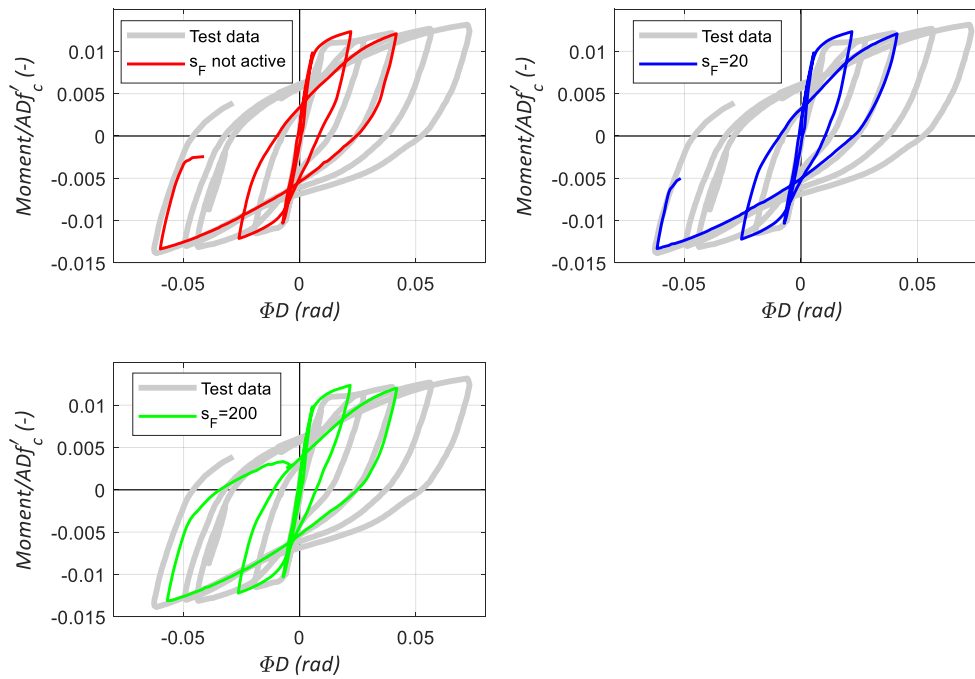 Test data
s_F not active
0.01
0.005
0
-0.005
-0.01
-0.015
-0.05
0
0.05
ΦD (rad)
Moment/ADf′c (-)
Test data
s_F=20
0.01
0.005
0
-0.005
-0.01
-0.015
-0.05
0
0.05
ΦD (rad)
Moment/ADf′c (-)
Test data
s_F=200
0.01
0.005
0
-0.005
-0.01
-0.015
-0.05
0
0.05
ΦD (rad)
Moment/ADf′c (-)